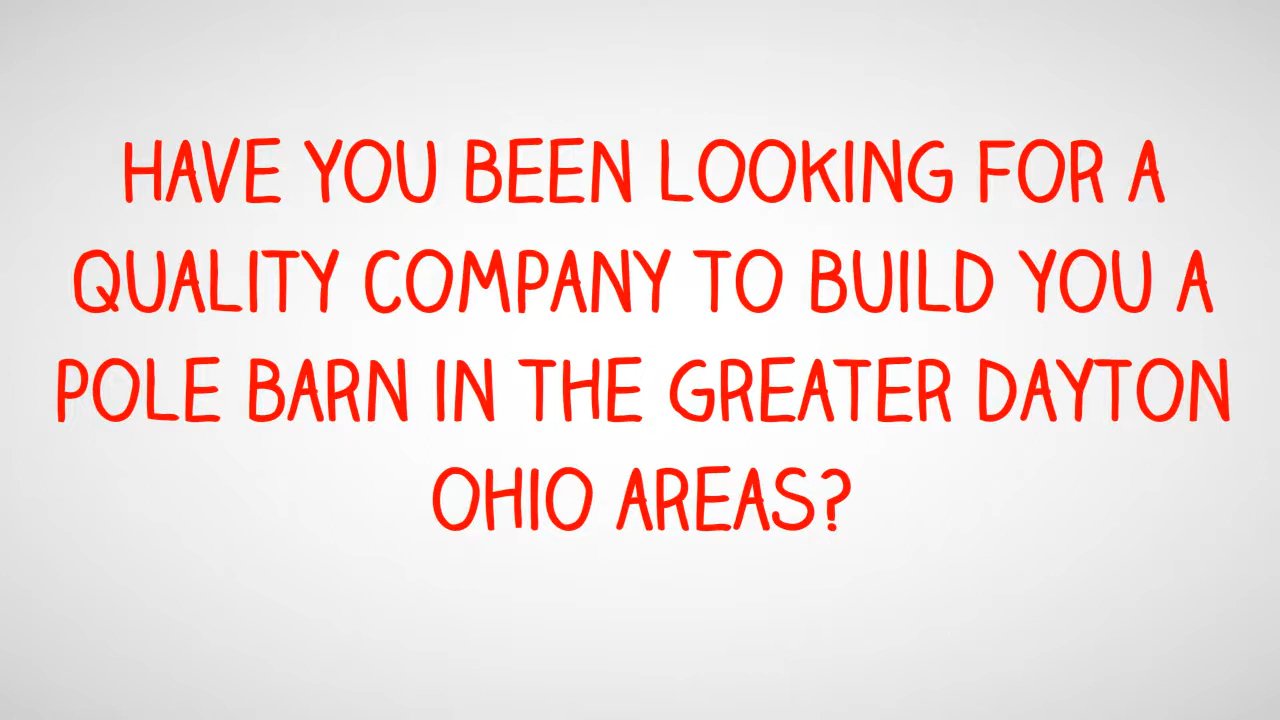 HAVE YOU BEEN LOOKING FOR A
QUALITY COMPANY TO BUILD YOU A
POLE BARN IN THE GREATER DAYTON
OHIO AREAS?